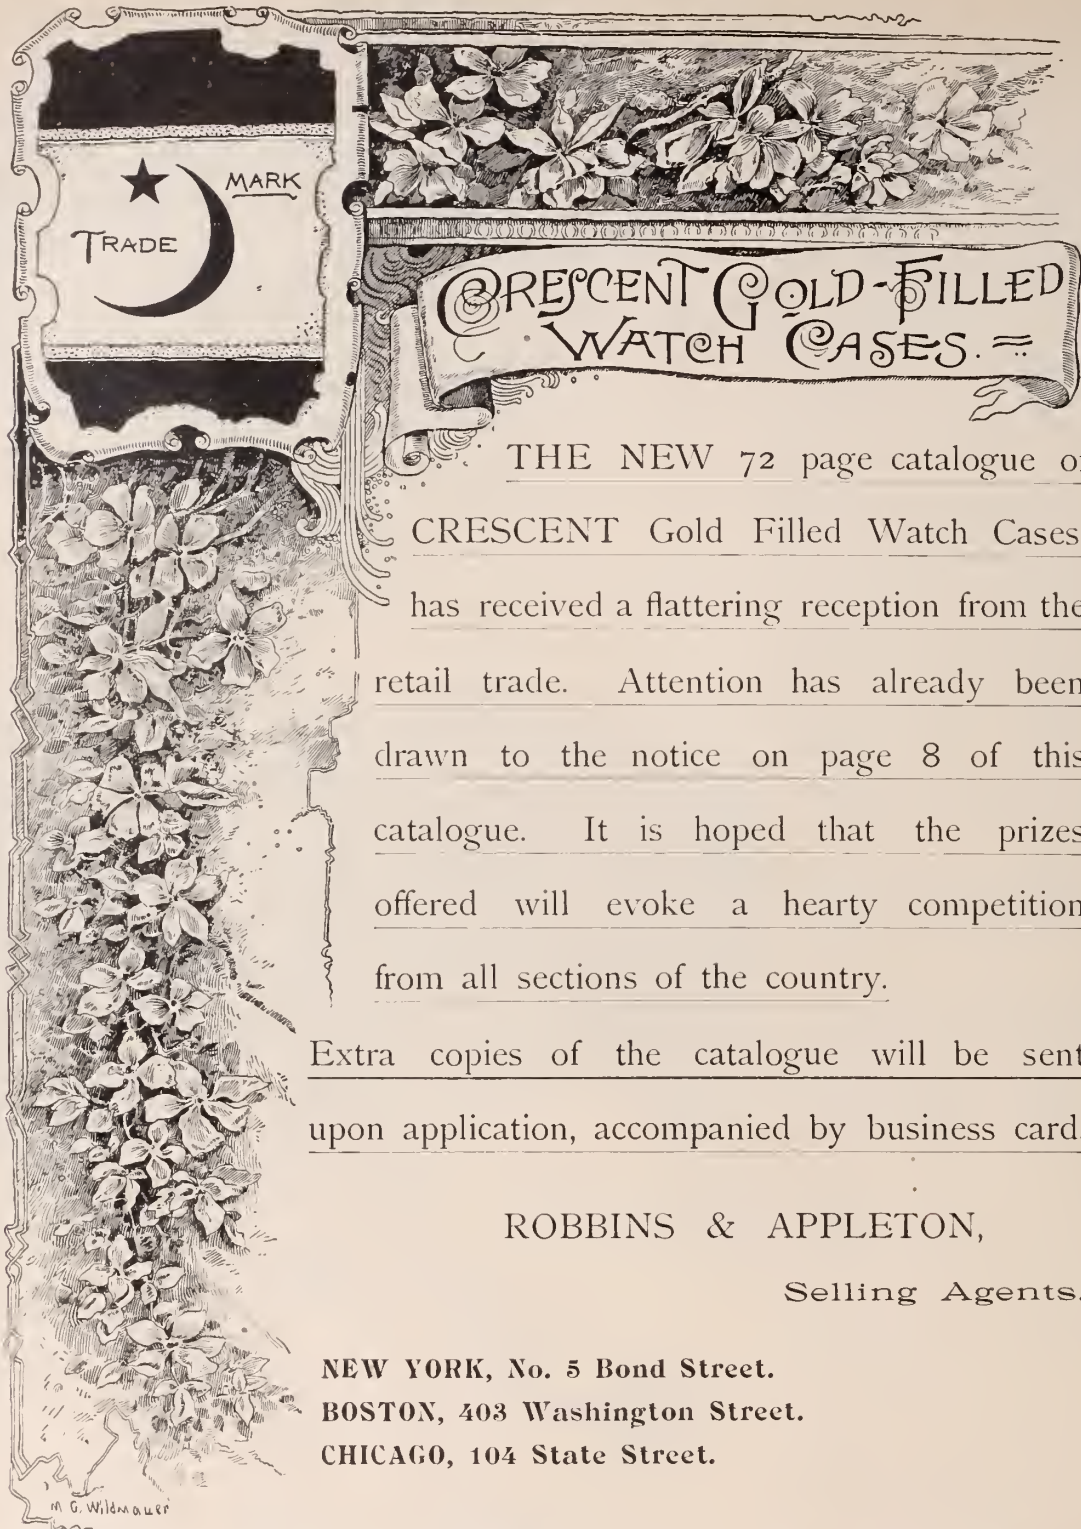 MARK
TRADE
CRESCENT GOLD-FILLED
WATCH CASES.
THE NEW 72 page catalogue of
CRESCENT Gold Filled Watch Cases
has received a flattering reception from the
retail trade. Attention has already been
drawn to the notice on page 8 of this
catalogue. It is hoped that the prizes
offered will evoke a hearty competition
from all sections of the country.
Extra copies of the catalogue will be sent
upon application, accompanied by business card.
ROBBINS & APPLETON,
Selling Agents.
NEW YORK, No. 5 Bond Street.
BOSTON, 403 Washington Street.
CHICAGO, 104 State Street.
M G. Wildmauer